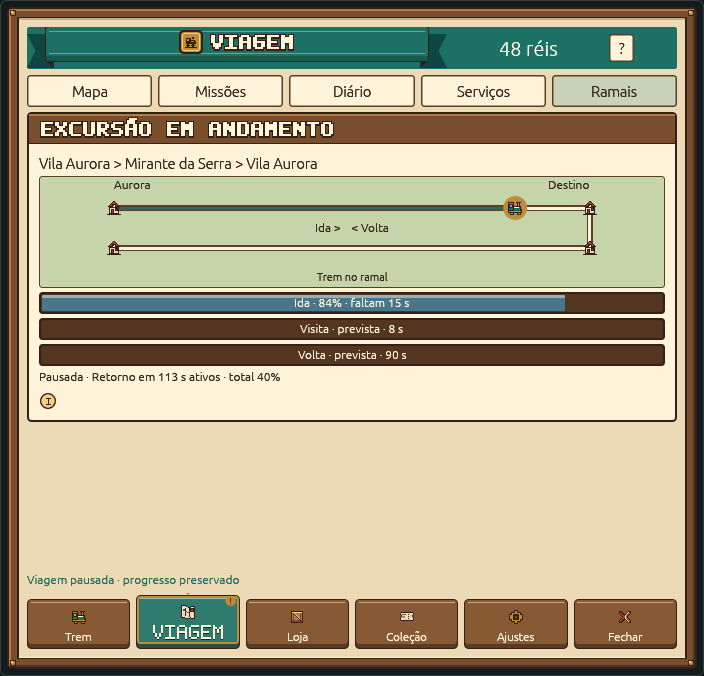 VIAGEM
48 réis
?
Mapa
Missões
Diário
Serviços
Ramais
EXCURSÃO EM ANDAMENTO
Vila Aurora > Mirante da Serra > Vila Aurora
Aurora
Destino
Ida > < Volta
Trem no ramal
Ida · 84% · faltam 15 s
Visita · prevista · 8 s
Volta · prevista · 90 s
Pausada · Retorno em 113 s ativos · total 40%
I
Viagem pausada · progresso preservado
!
Trem
VIAGEM
Loja
Coleção
Ajustes
Fechar